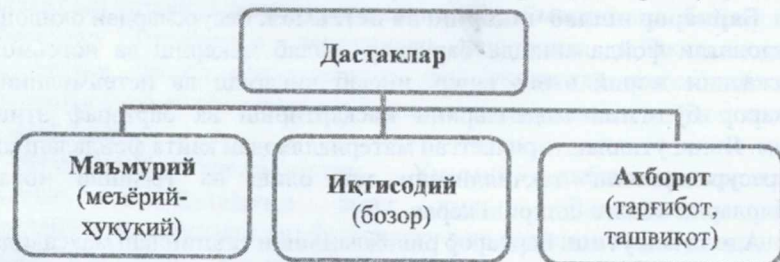 Дастаклар
Маъмурий
(меъёрий-
ҳуқуқий)
Иқтисодий
(бозор)
Ахборот
(тарғибот,
ташвиқот)